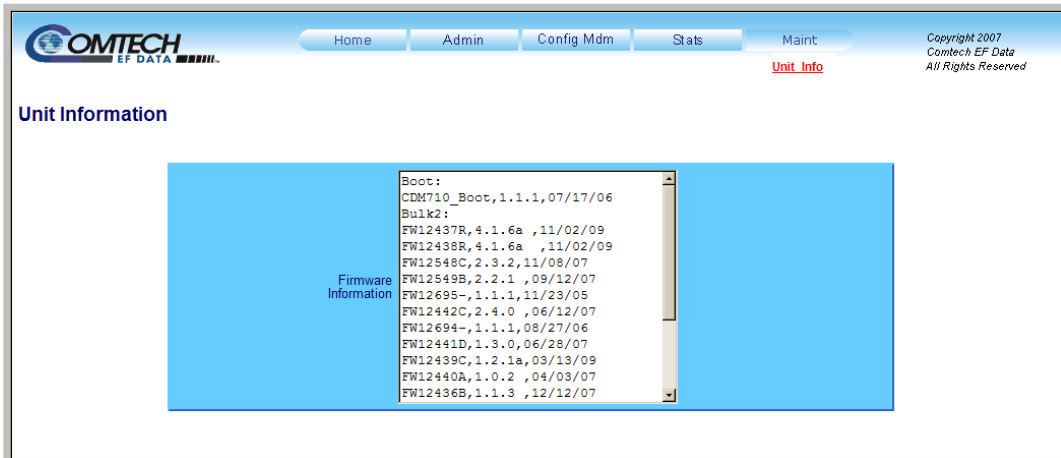 COMTECH
EF DATA
Home Admin Config Mdm Stats Maint
Unit Info
Copyright 2007
Comtech EF Data
All Rights Reserved
Unit Information
Firmware
Information
Boot:
CDM710_Boot,1.1.1,07/17/06
Bulk2:
FW12437R,4.1.6a ,11/02/09
FW12438R,4.1.6a  ,11/02/09
FW12548C,2.3.2,11/08/07
FW12549B,2.2.1 ,09/12/07
FW12695-,1.1.1,11/23/05
FW12442C,2.4.0 ,06/12/07
FW12694-,1.1.1,08/27/06
FW12441D,1.3.0,06/28/07
FW12439C,1.2.1a,03/13/09
FW12440A,1.0.2 ,04/03/07
FW12436B,1.1.3 ,12/12/07